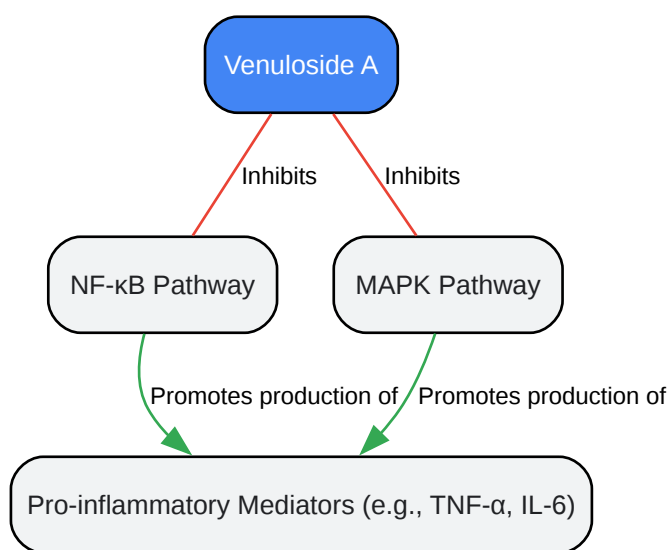 Venuloside A
Inhibits
Inhibits
NF-κB Pathway
MAPK Pathway
Promotes production of
Promotes production of
Pro-inflammatory Mediators (e.g., TNF-α, IL-6)